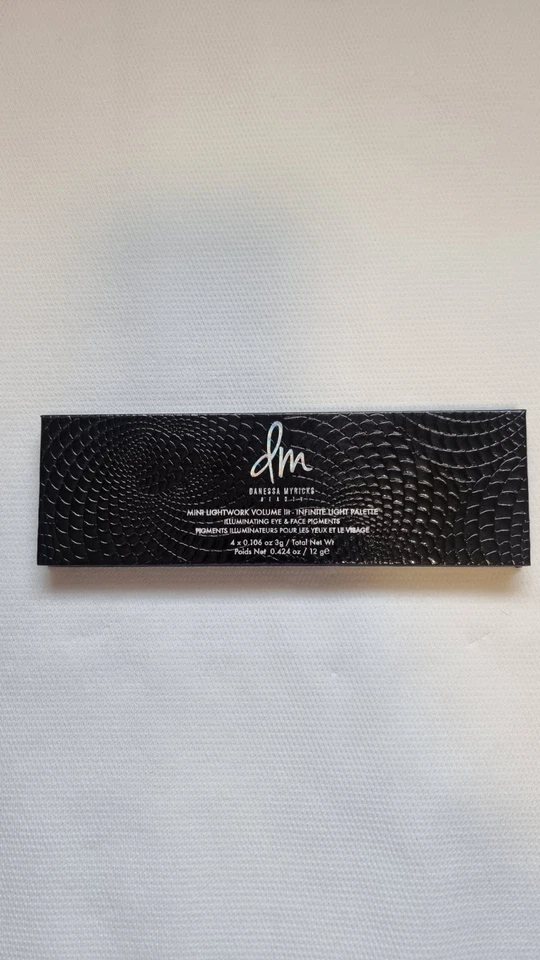 dm
DANESSA MYRICKS
BEAUTY
MINI LIGHTWORK VOLUME III - INFINITE LIGHT PALETTE
ILLUMINATING EYE & FACE PIGMENTS
PIGMENTS ILLUMINATEURS POUR LES YEUX ET LE VISAGE
4 x 0.106 oz 3g / Total Net Wt
Poids Net 0.424 oz / 12 g℮